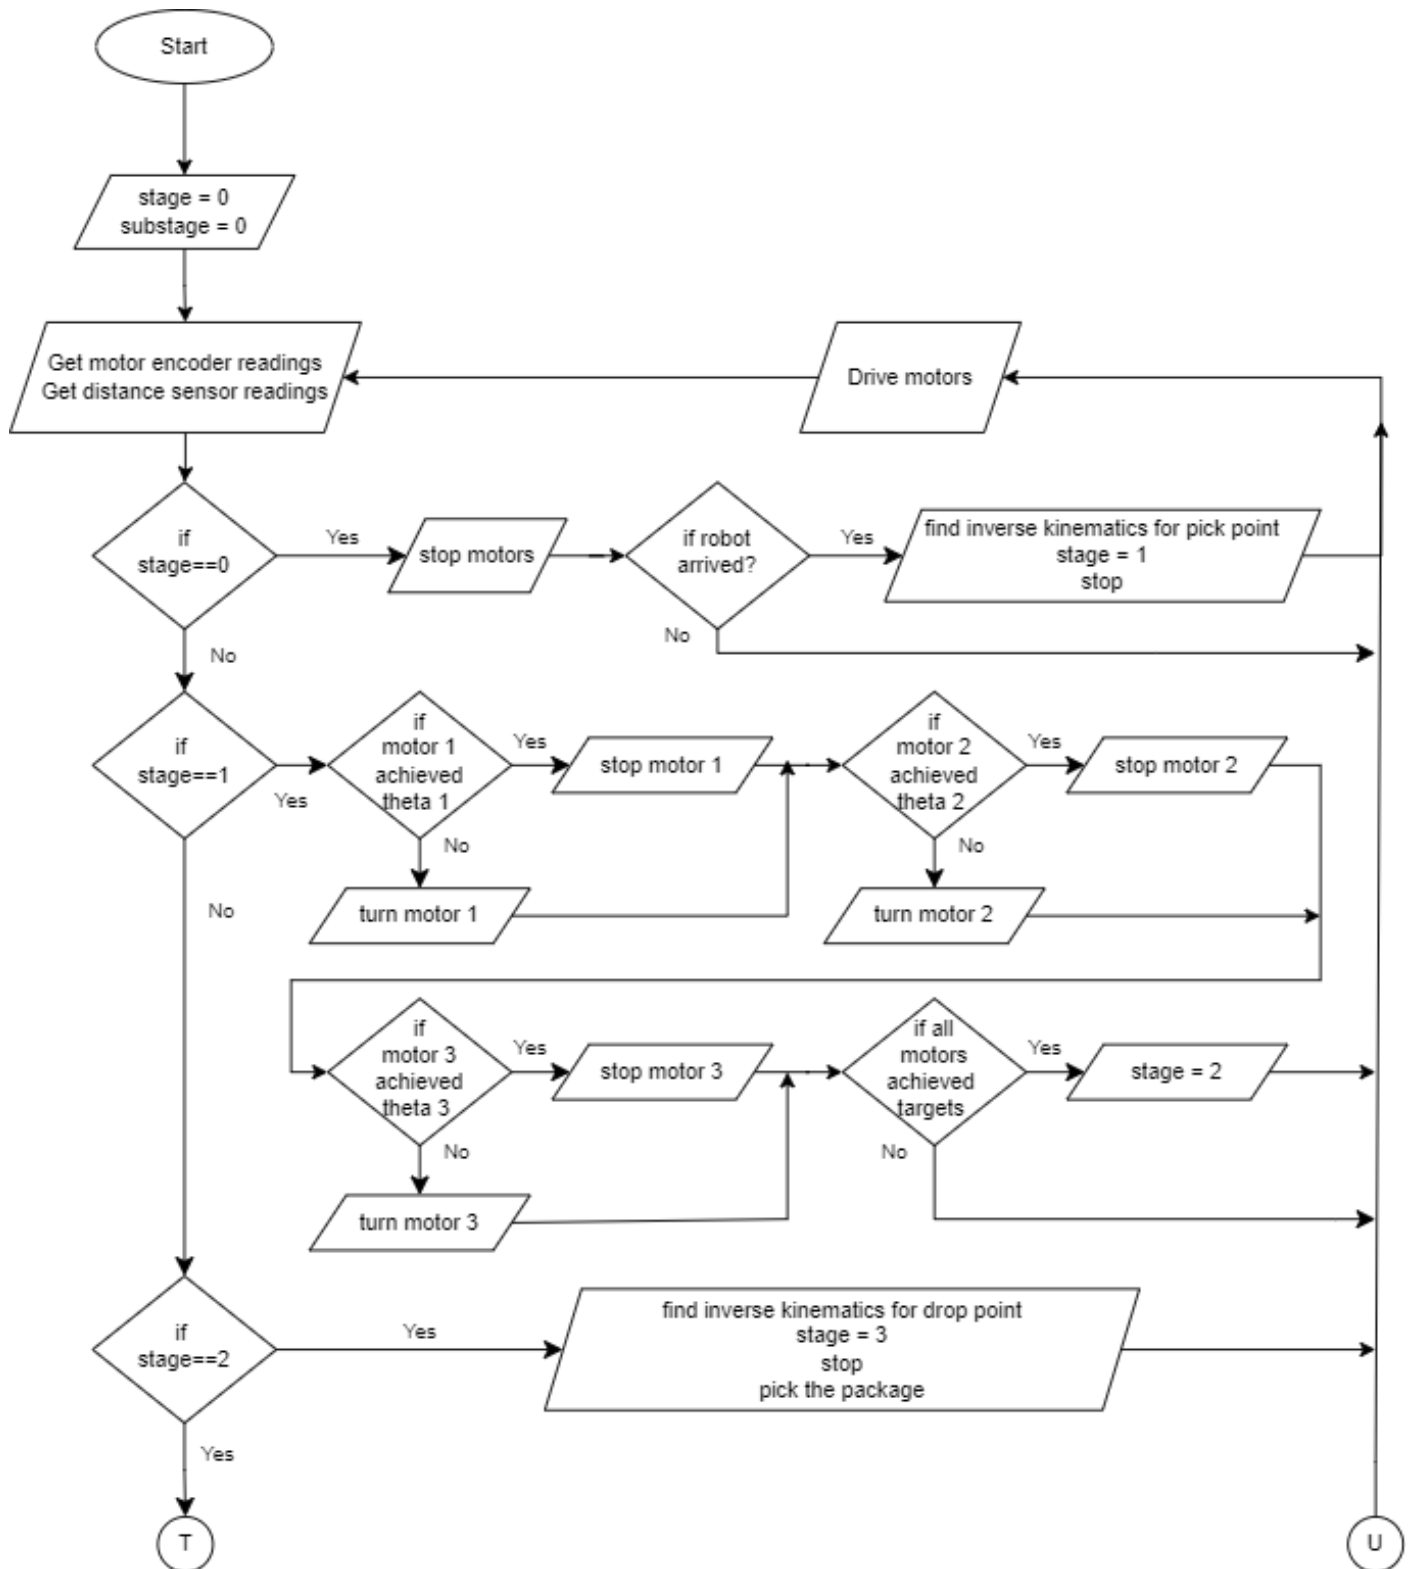 Start
stage = 0
substage = 0
Get motor encoder readings
Get distance sensor readings
Drive motors
if
stage==0
Yes
stop motors
if robot
arrived?
Yes
find inverse kinematics for pick point
stage = 1
stop
No
No
if
stage==1
Yes
if
motor 1
achieved
theta 1
Yes
stop motor 1
if
motor 2
achieved
theta 2
Yes
stop motor 2
No
No
No
turn motor 1
turn motor 2
if
motor 3
achieved
theta 3
Yes
stop motor 3
if all
motors
achieved
targets
Yes
stage = 2
No
No
turn motor 3
if
stage==2
Yes
find inverse kinematics for drop point
stage = 3
stop
pick the package
Yes
T
U